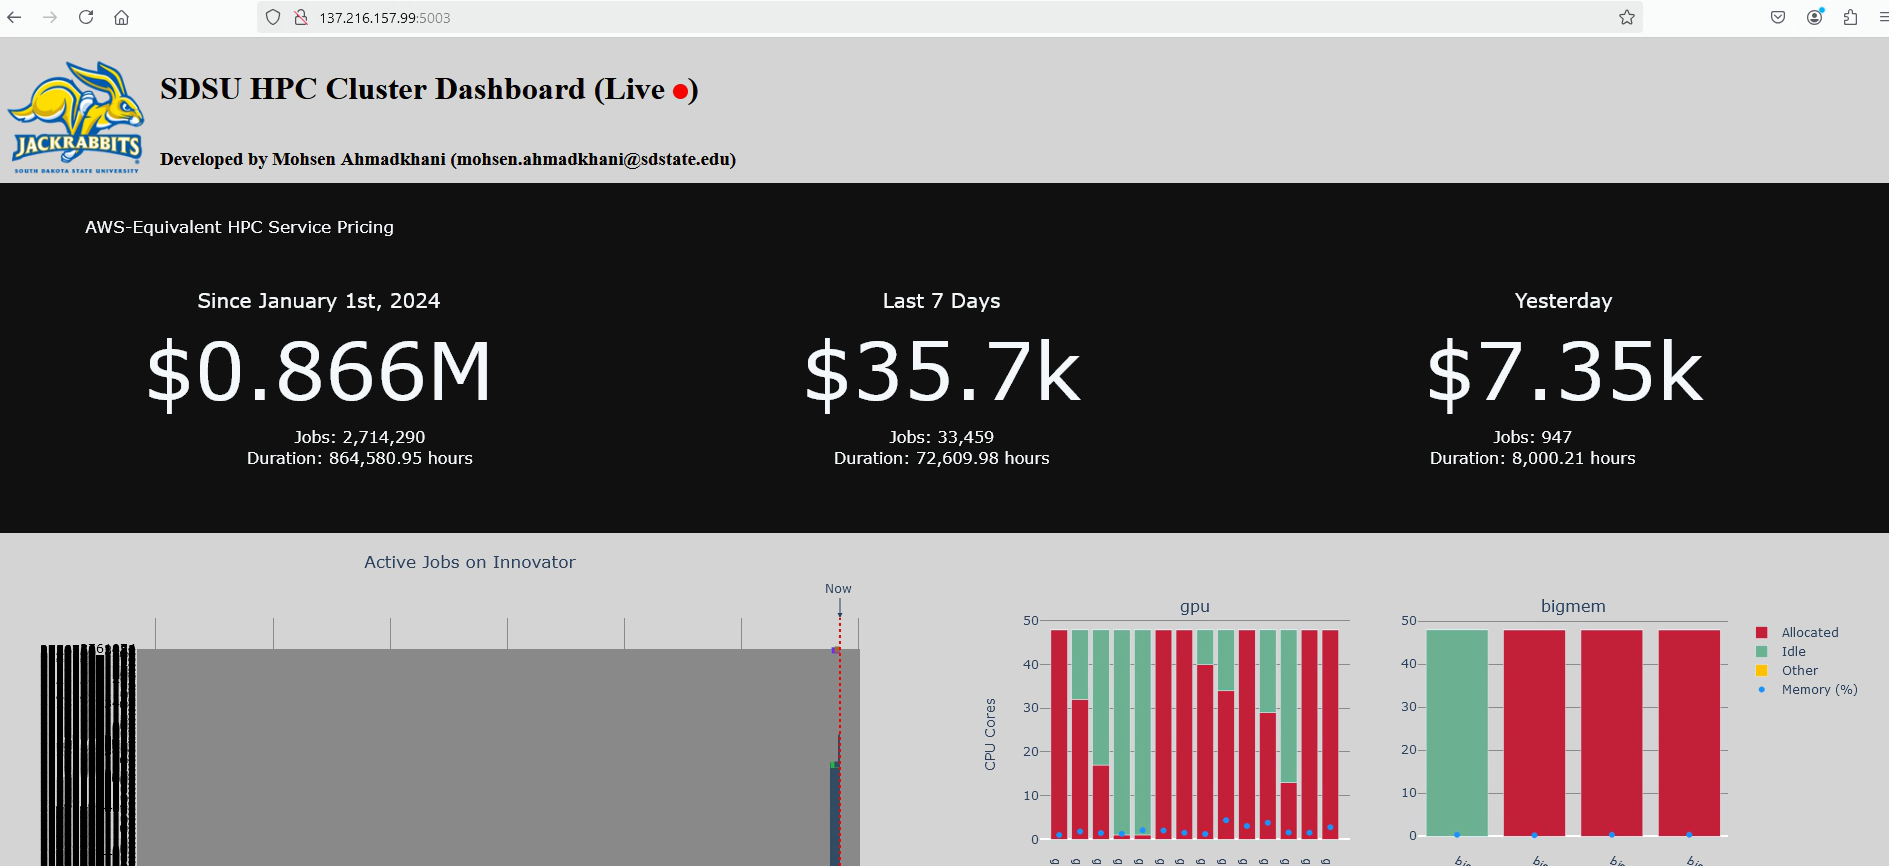 137.216.157.99:5003
JACKRABBITS
SOUTH DAKOTA STATE UNIVERSITY
SDSU HPC Cluster Dashboard (Live )
Developed by Mohsen Ahmadkhani (mohsen.ahmadkhani@sdstate.edu)
AWS-Equivalent HPC Service Pricing
Since January 1st, 2024
$0.866M
Jobs: 2,714,290
Duration: 864,580.95 hours
Last 7 Days
$35.7k
Jobs: 33,459
Duration: 72,609.98 hours
Yesterday
$7.35k
Jobs: 947
Duration: 8,000.21 hours
Active Jobs on Innovator
Now
gpu
CPU Cores
50
40
30
20
10
0
bigmem
50
40
30
20
10
0
Allocated
Idle
Other
Memory (%)